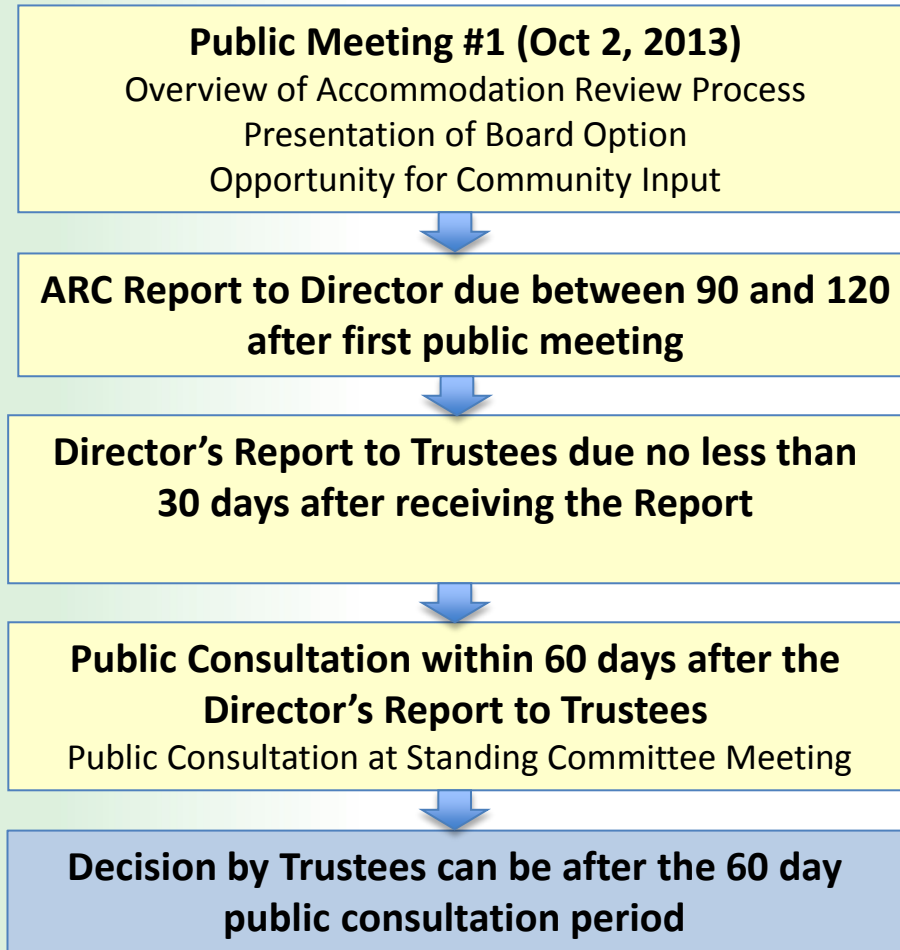 Public Meeting #1 (Oct 2, 2013)
Overview of Accommodation Review Process
Presentation of Board Option
Opportunity for Community Input
ARC Report to Director due between 90 and 120
after first public meeting
Director’s Report to Trustees due no less than
30 days after receiving the Report
Public Consultation within 60 days after the
Director’s Report to Trustees
Public Consultation at Standing Committee Meeting
Decision by Trustees can be after the 60 day
public consultation period